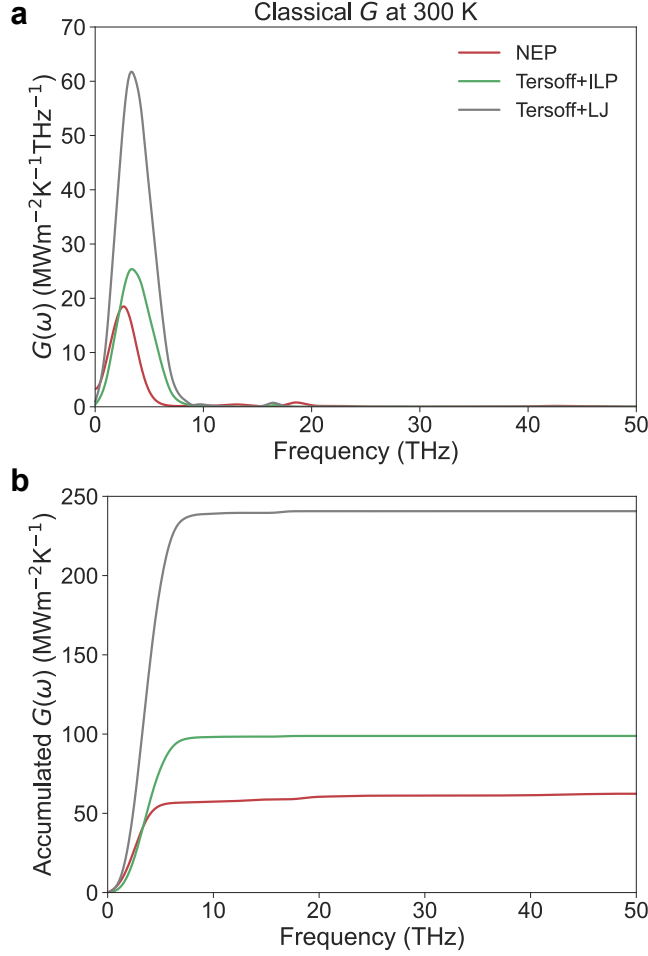 a
Classical G at 300 K
G(ω) (MWm⁻²K⁻¹THz⁻¹)
70
60
50
40
30
20
10
0
NEP
Tersoff+ILP
Tersoff+LJ
0 10 20 30 40 50
Frequency (THz)
b
Accumulated G(ω) (MWm⁻²K⁻¹)
250
200
150
100
50
0
0 10 20 30 40 50
Frequency (THz)